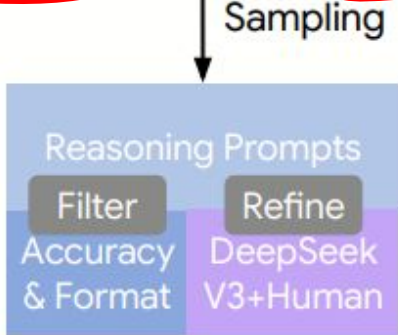 Sampling
Reasoning Prompts
Filter Refine
Accuracy DeepSeek
& Format V3+Human